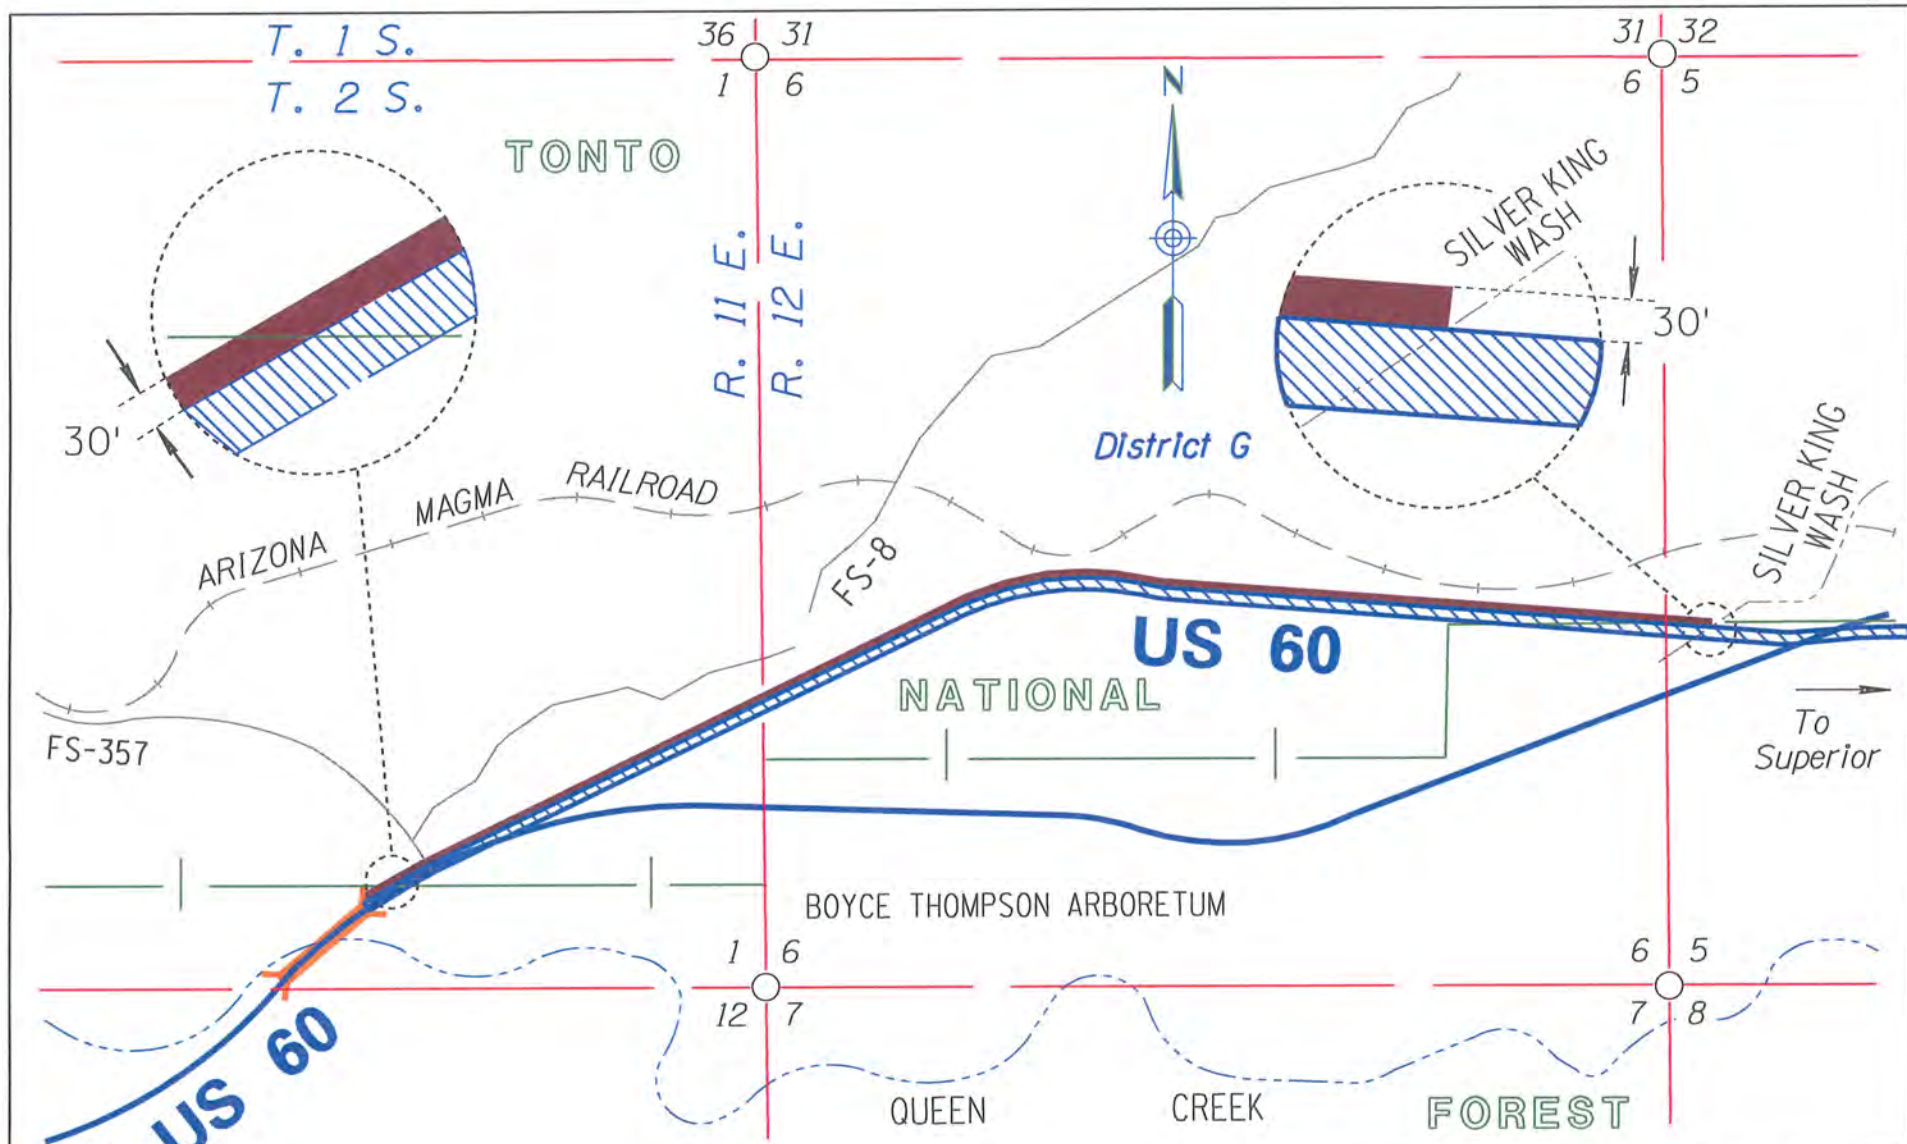 T. 1 S.
T. 2 S.
36 31
1 6
31 32
6 5
TONTO
N
R. 11 E.
R. 12 E.
SILVER KING
WASH
30'
30'
District G
ARIZONA MAGMA RAILROAD
FS-8
SILVER KING
WASH
US 60
NATIONAL
To
Superior
FS-357
BOYCE THOMPSON ARBORETUM
1 6
12 7
6 5
7 8
US 60
QUEEN CREEK
FOREST